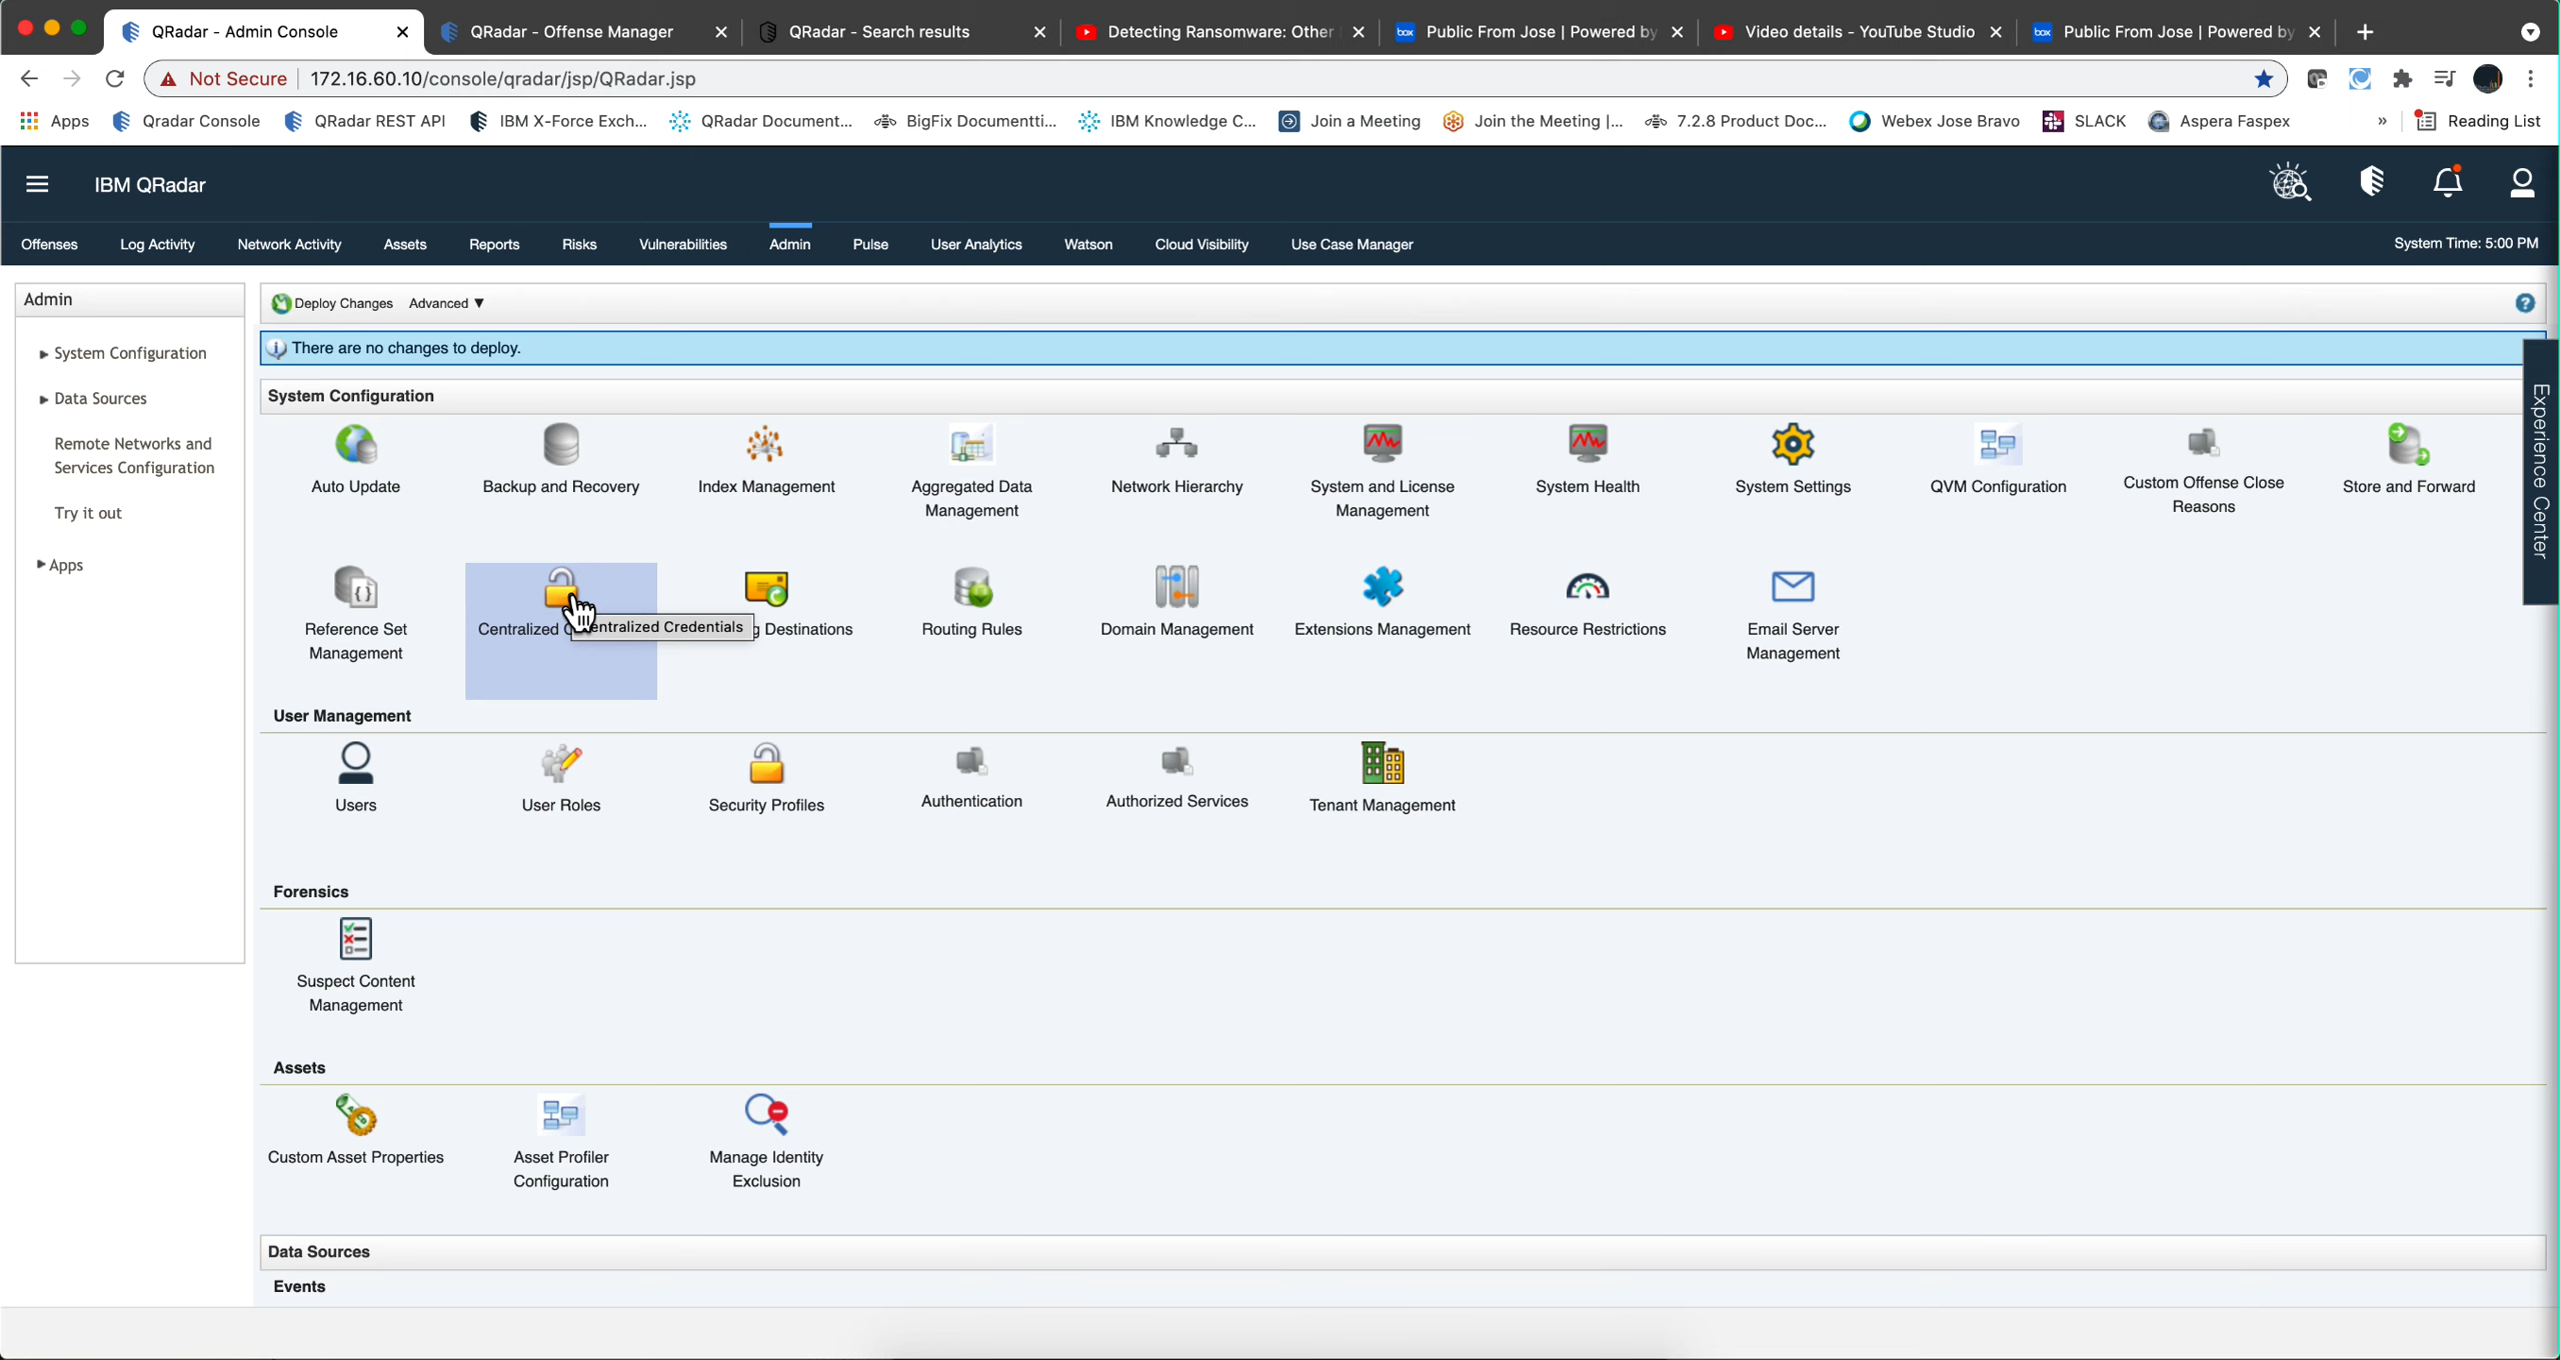 QRadar - Admin Console
QRadar - Offense Manager
QRadar - Search results
Detecting Ransomware: Other
Public From Jose | Powered by
Video details - YouTube Studio
Public From Jose | Powered by
Not Secure
172.16.60.10/console/qradar/jsp/QRadar.jsp
Apps
Qradar Console
QRadar REST API
IBM X-Force Exch...
QRadar Document...
BigFix Documentti...
IBM Knowledge C...
Join a Meeting
Join the Meeting |...
7.2.8 Product Doc...
Webex Jose Bravo
SLACK
Aspera Faspex
»
Reading List
IBM QRadar
Offenses
Log Activity
Network Activity
Assets
Reports
Risks
Vulnerabilities
Admin
Pulse
User Analytics
Watson
Cloud Visibility
Use Case Manager
System Time: 5:00 PM
Admin
System Configuration
Data Sources
Remote Networks and
Services Configuration
Try it out
Apps
Deploy Changes
Advanced ▼
There are no changes to deploy.
Experience Center
System Configuration
Auto Update
Backup and Recovery
Index Management
Aggregated Data
Management
Network Hierarchy
System and License
Management
System Health
System Settings
QVM Configuration
Custom Offense Close
Reasons
Store and Forward
Reference Set
Management
Centralized
entralized Credentials
g Destinations
Routing Rules
Domain Management
Extensions Management
Resource Restrictions
Email Server
Management
User Management
Users
User Roles
Security Profiles
Authentication
Authorized Services
Tenant Management
Forensics
Suspect Content
Management
Assets
Custom Asset Properties
Asset Profiler
Configuration
Manage Identity
Exclusion
Data Sources
Events